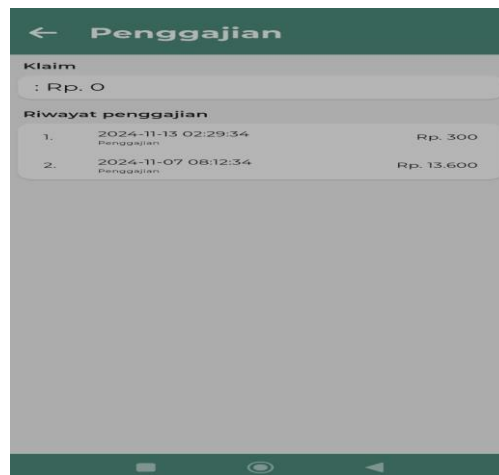 Penggajian
Klaim
: Rp. 0
Riwayat penggajian
1. 2024-11-13 02:29:34 Rp. 300
Penggajian
2. 2024-11-07 08:12:34 Rp. 13.600
Penggajian